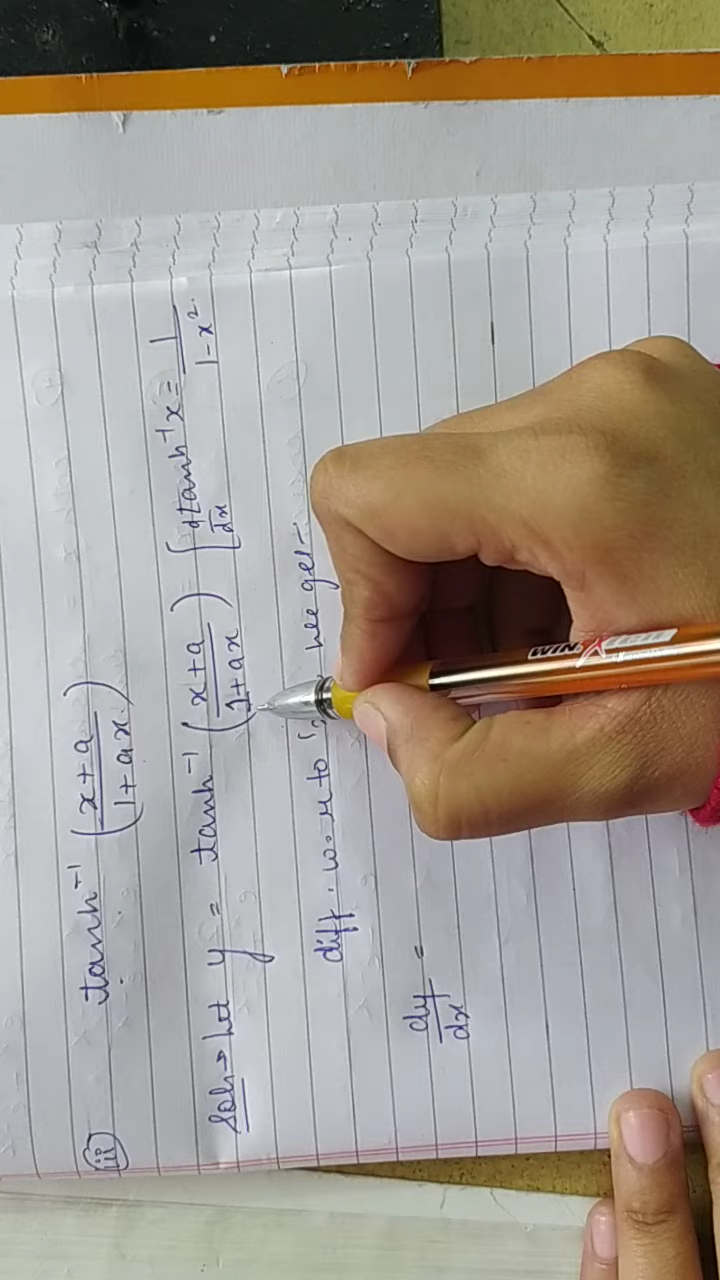 (iii) tanh⁻¹ (x+a / 1+ax)
Soln → Let y = tanh⁻¹ (x+a / 1+ax) [d/dx tanh⁻¹x = 1 / 1-x²
diff. w.r to 'x' we get-
dy/dx =
WIN